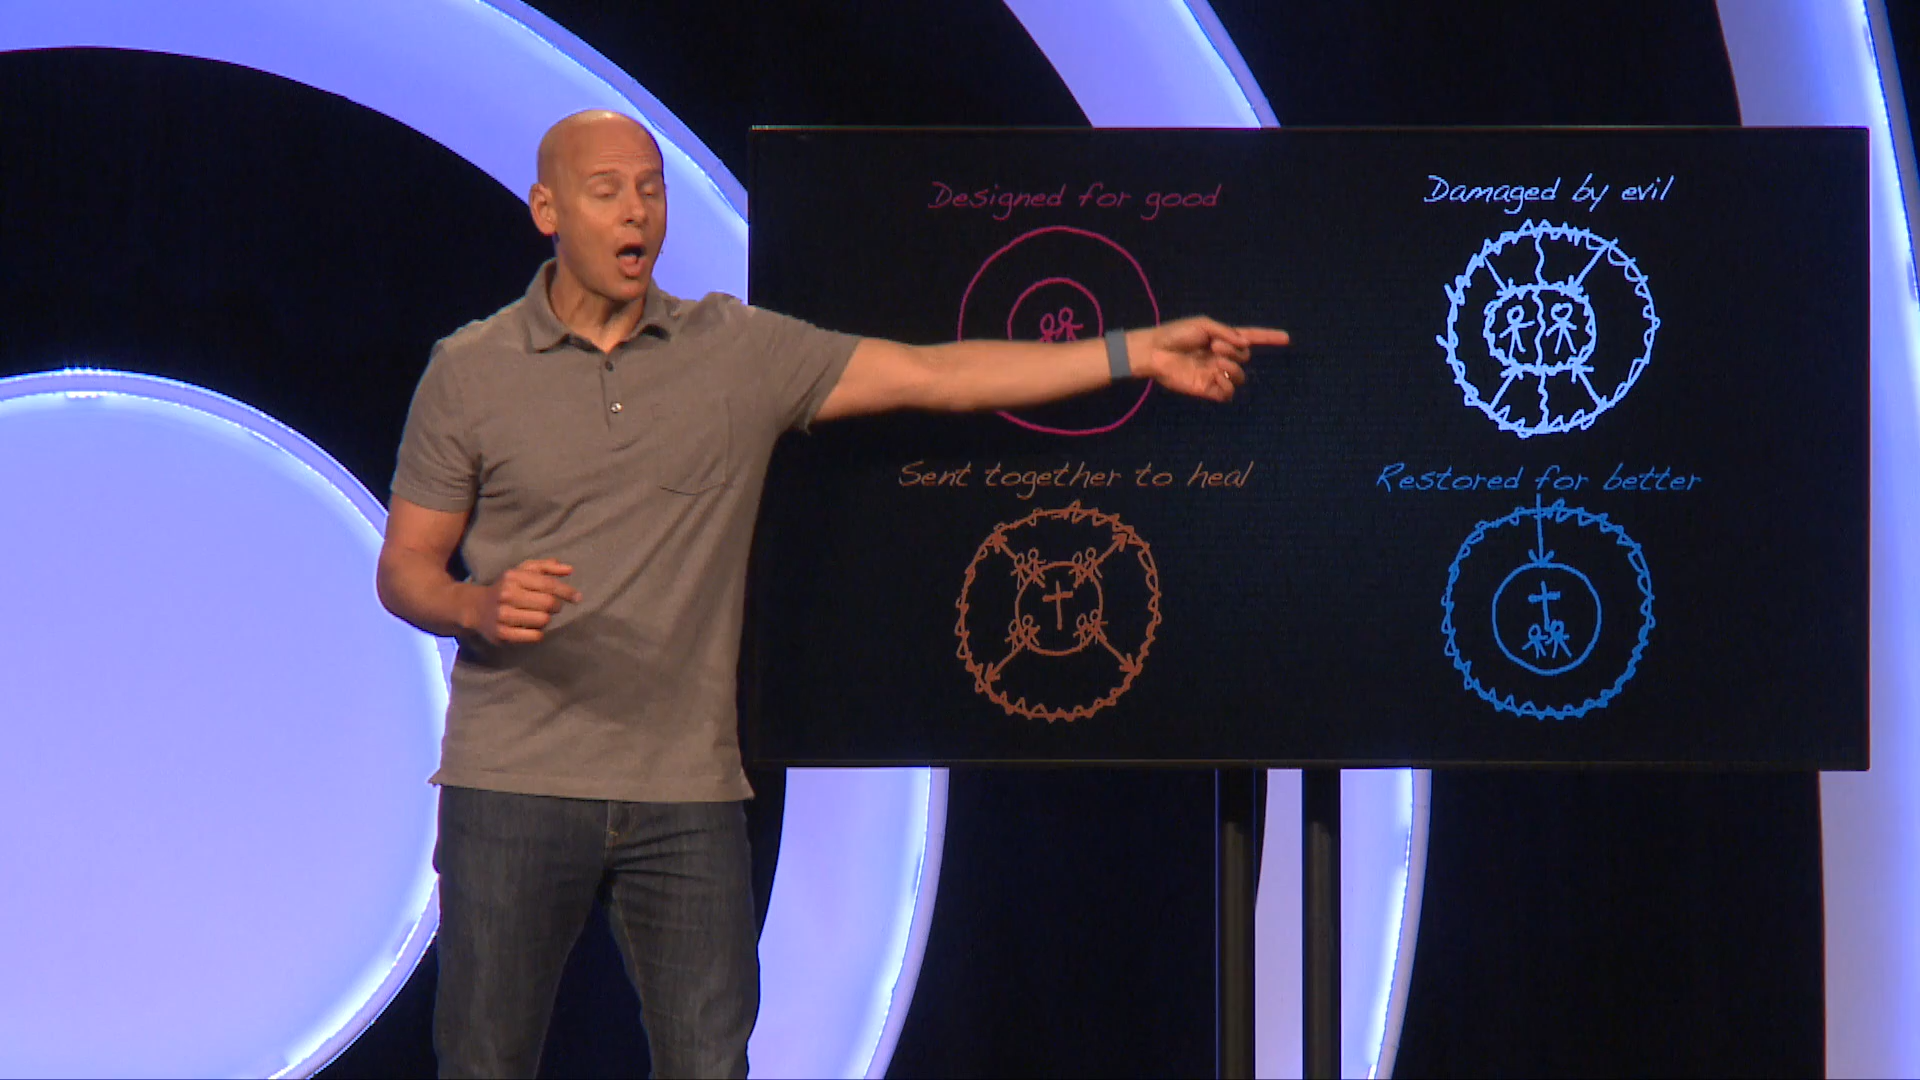 Designed for good
Damaged by evil
Sent together to heal
Restored for better